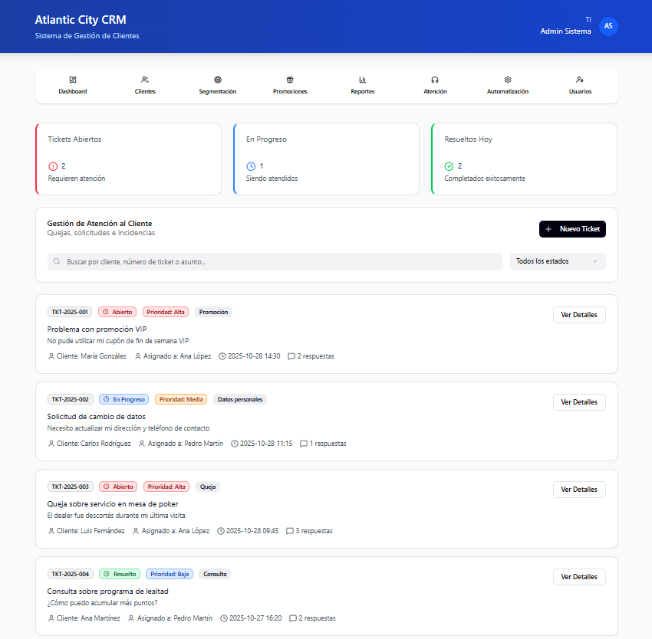 Atlantic City CRM
Sistema de Gestión de Clientes
TI
Admin Sistema
AS
Dashboard
Clientes
Segmentación
Promociones
Reportes
Atención
Automatización
Usuarios
Tickets Abiertos
2
Requieren atención
En Progreso
1
Siendo atendidos
Resueltos Hoy
2
Completados exitosamente
Gestión de Atención al Cliente
Quejas, solicitudes e incidencias
+ Nuevo Ticket
Buscar por cliente, número de ticket o asunto...
Todos los estados
TKT-2025-001 Abierto Prioridad: Alta Promoción
Ver Detalles
Problema con promoción VIP
No pude utilizar mi cupón de fin de semana VIP
Cliente: María González Asignado a: Ana López 2025-10-28 14:30 2 respuestas
TKT-2025-002 En Progreso Prioridad: Media Datos personales
Ver Detalles
Solicitud de cambio de datos
Necesito actualizar mi dirección y teléfono de contacto
Cliente: Carlos Rodríguez Asignado a: Pedro Martín 2025-10-28 11:15 1 respuestas
TKT-2025-003 Abierto Prioridad: Alta Queja
Ver Detalles
Queja sobre servicio en mesa de poker
El dealer fue descortés durante mi última visita
Cliente: Luis Fernández Asignado a: Ana López 2025-10-28 09:45 3 respuestas
TKT-2025-004 Resuelto Prioridad: Baja Consulta
Ver Detalles
Consulta sobre programa de lealtad
¿Cómo puedo acumular más puntos?
Cliente: Ana Martínez Asignado a: Pedro Martín 2025-10-27 16:20 2 respuestas